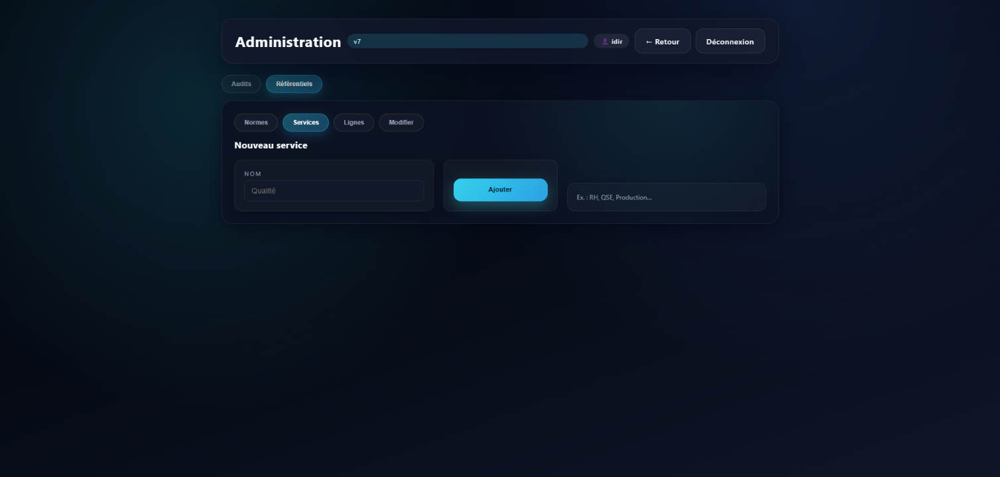 Administration v7 idir ← Retour Déconnexion
Audits Référentiels
Normes Services Lignes Modifier
Nouveau service
NOM
Qualité
Ajouter
Ex. : RH, QSE, Production...